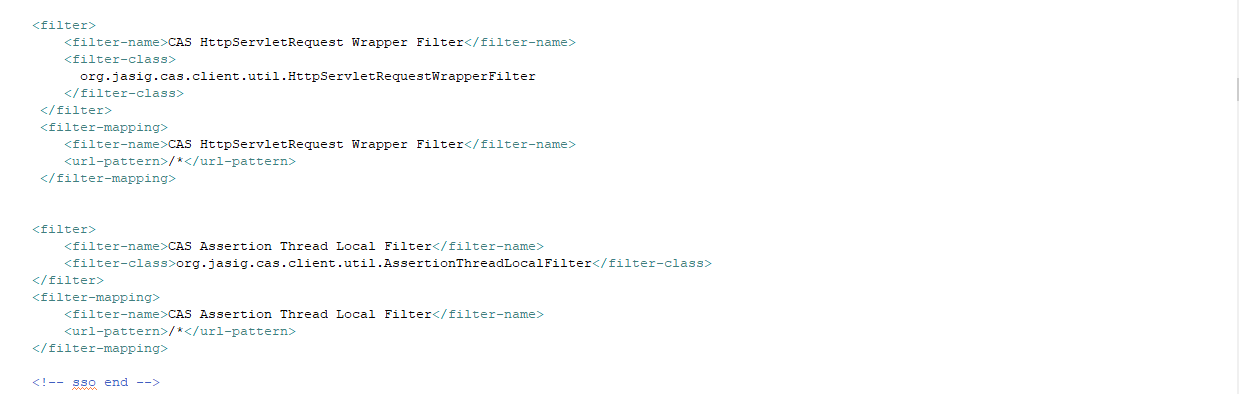 <filter>
<filter-name>CAS HttpServletRequest Wrapper Filter</filter-name>
<filter-class>
org.jasig.cas.client.util.HttpServletRequestWrapperFilter
</filter-class>
</filter>
<filter-mapping>
<filter-name>CAS HttpServletRequest Wrapper Filter</filter-name>
<url-pattern>/*</url-pattern>
</filter-mapping>
<filter>
<filter-name>CAS Assertion Thread Local Filter</filter-name>
<filter-class>org.jasig.cas.client.util.AssertionThreadLocalFilter</filter-class>
</filter>
<filter-mapping>
<filter-name>CAS Assertion Thread Local Filter</filter-name>
<url-pattern>/*</url-pattern>
</filter-mapping>
<!-- sso end -->